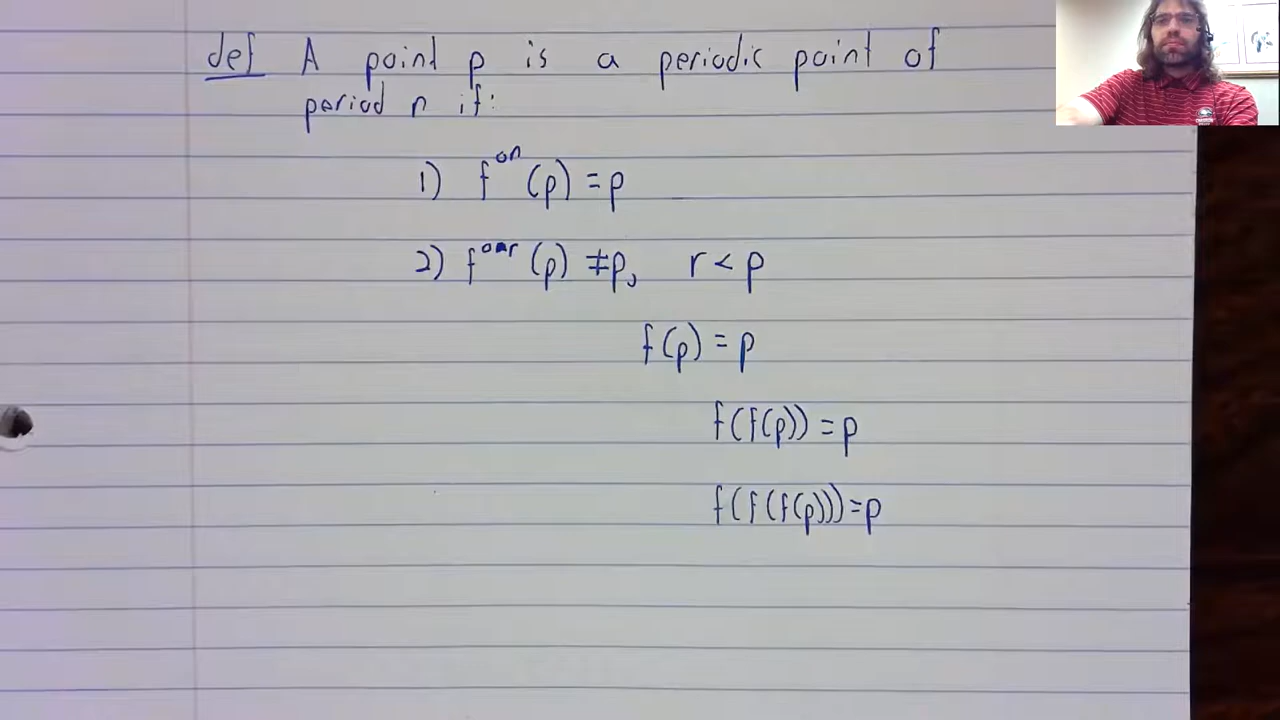 def A point p is a periodic point of
period n if:
1) f^{∘n}(p) = p
2) f^{∘r}(p) ≠ p, r < p
f(p) = p
f(f(p)) = p
f(f(f(p))) = p